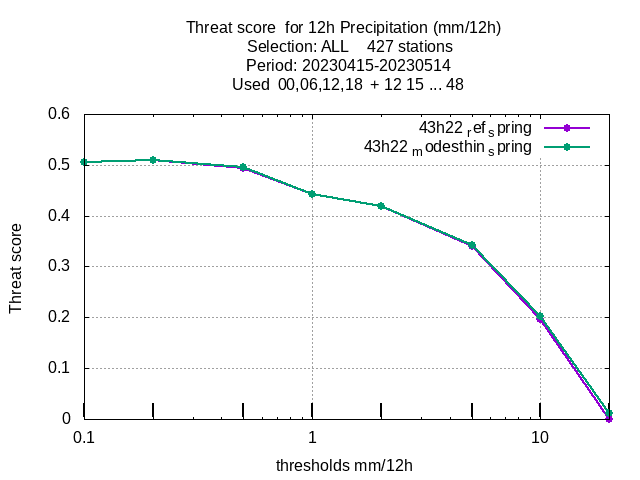 Threat score  for 12h Precipitation (mm/12h)
Selection: ALL    427 stations
Period: 20230415-20230514
Used  00,06,12,18  + 12 15 ... 48
43h22 ref spring
43h22 modesthin spring
Threat score
0.6
0.5
0.4
0.3
0.2
0.1
0
0.1 1 10
thresholds mm/12h